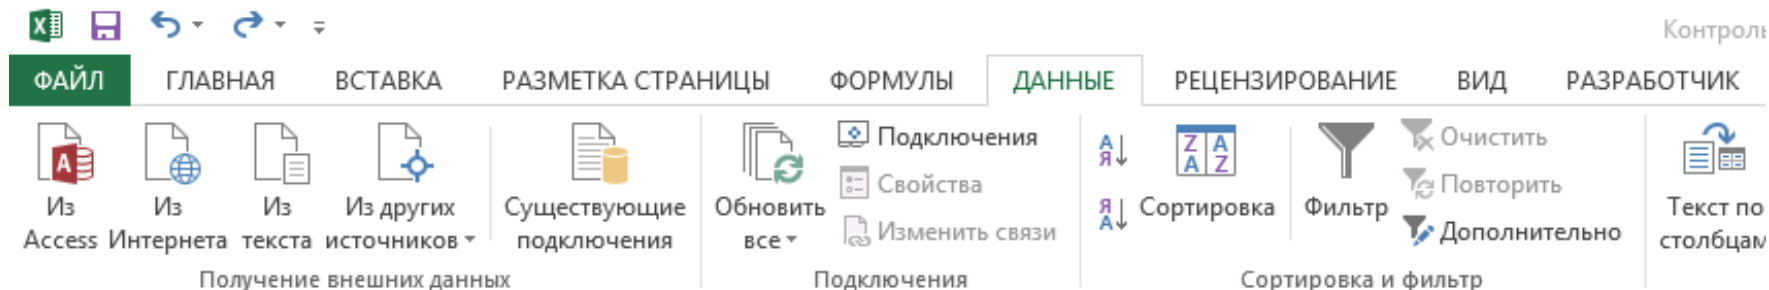 Контроль
ФАЙЛ ГЛАВНАЯ ВСТАВКА РАЗМЕТКА СТРАНИЦЫ ФОРМУЛЫ ДАННЫЕ РЕЦЕНЗИРОВАНИЕ ВИД РАЗРАБОТЧИК
Из Access
Из Интернета
Из текста
Из других источников
Существующие подключения
Получение внешних данных
Обновить все
Подключения
Свойства
Изменить связи
Подключения
А
Я
Я
А
Z A
A Z
Сортировка
Фильтр
Очистить
Повторить
Дополнительно
Сортировка и фильтр
Текст по
столбцам